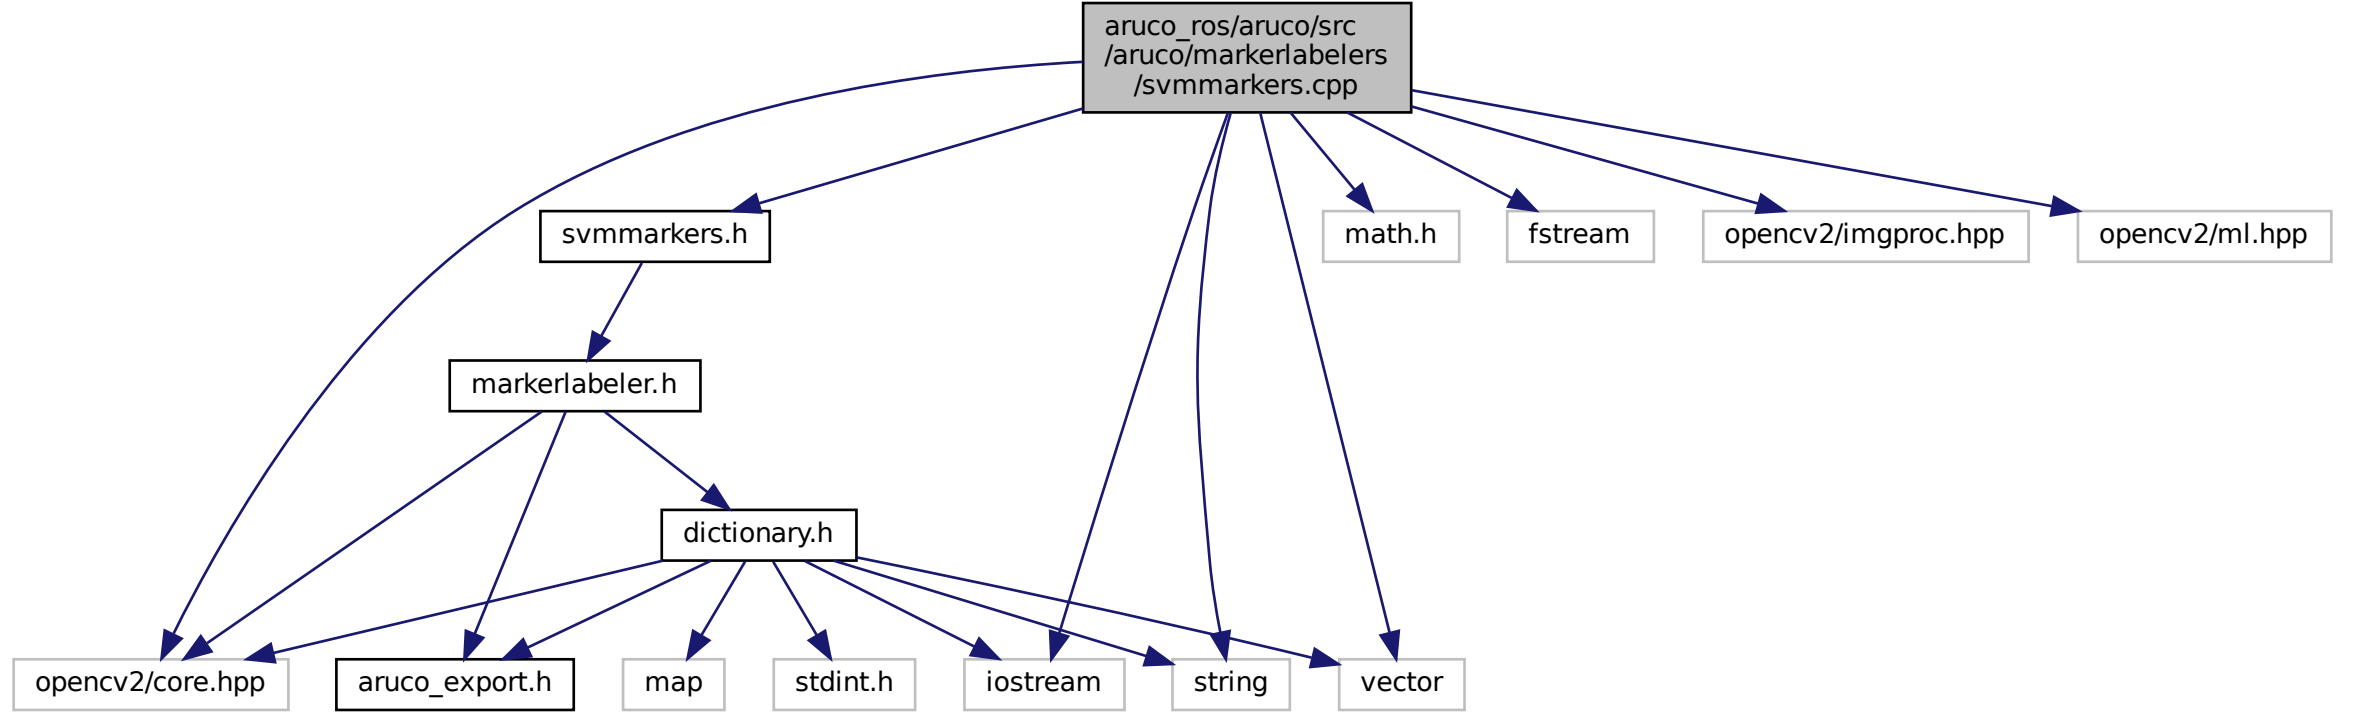 aruco_ros/aruco/src
/aruco/markerlabelers
/svmmarkers.cpp
svmmarkers.h
math.h
fstream
opencv2/imgproc.hpp
opencv2/ml.hpp
markerlabeler.h
dictionary.h
opencv2/core.hpp
aruco_export.h
map
stdint.h
iostream
string
vector